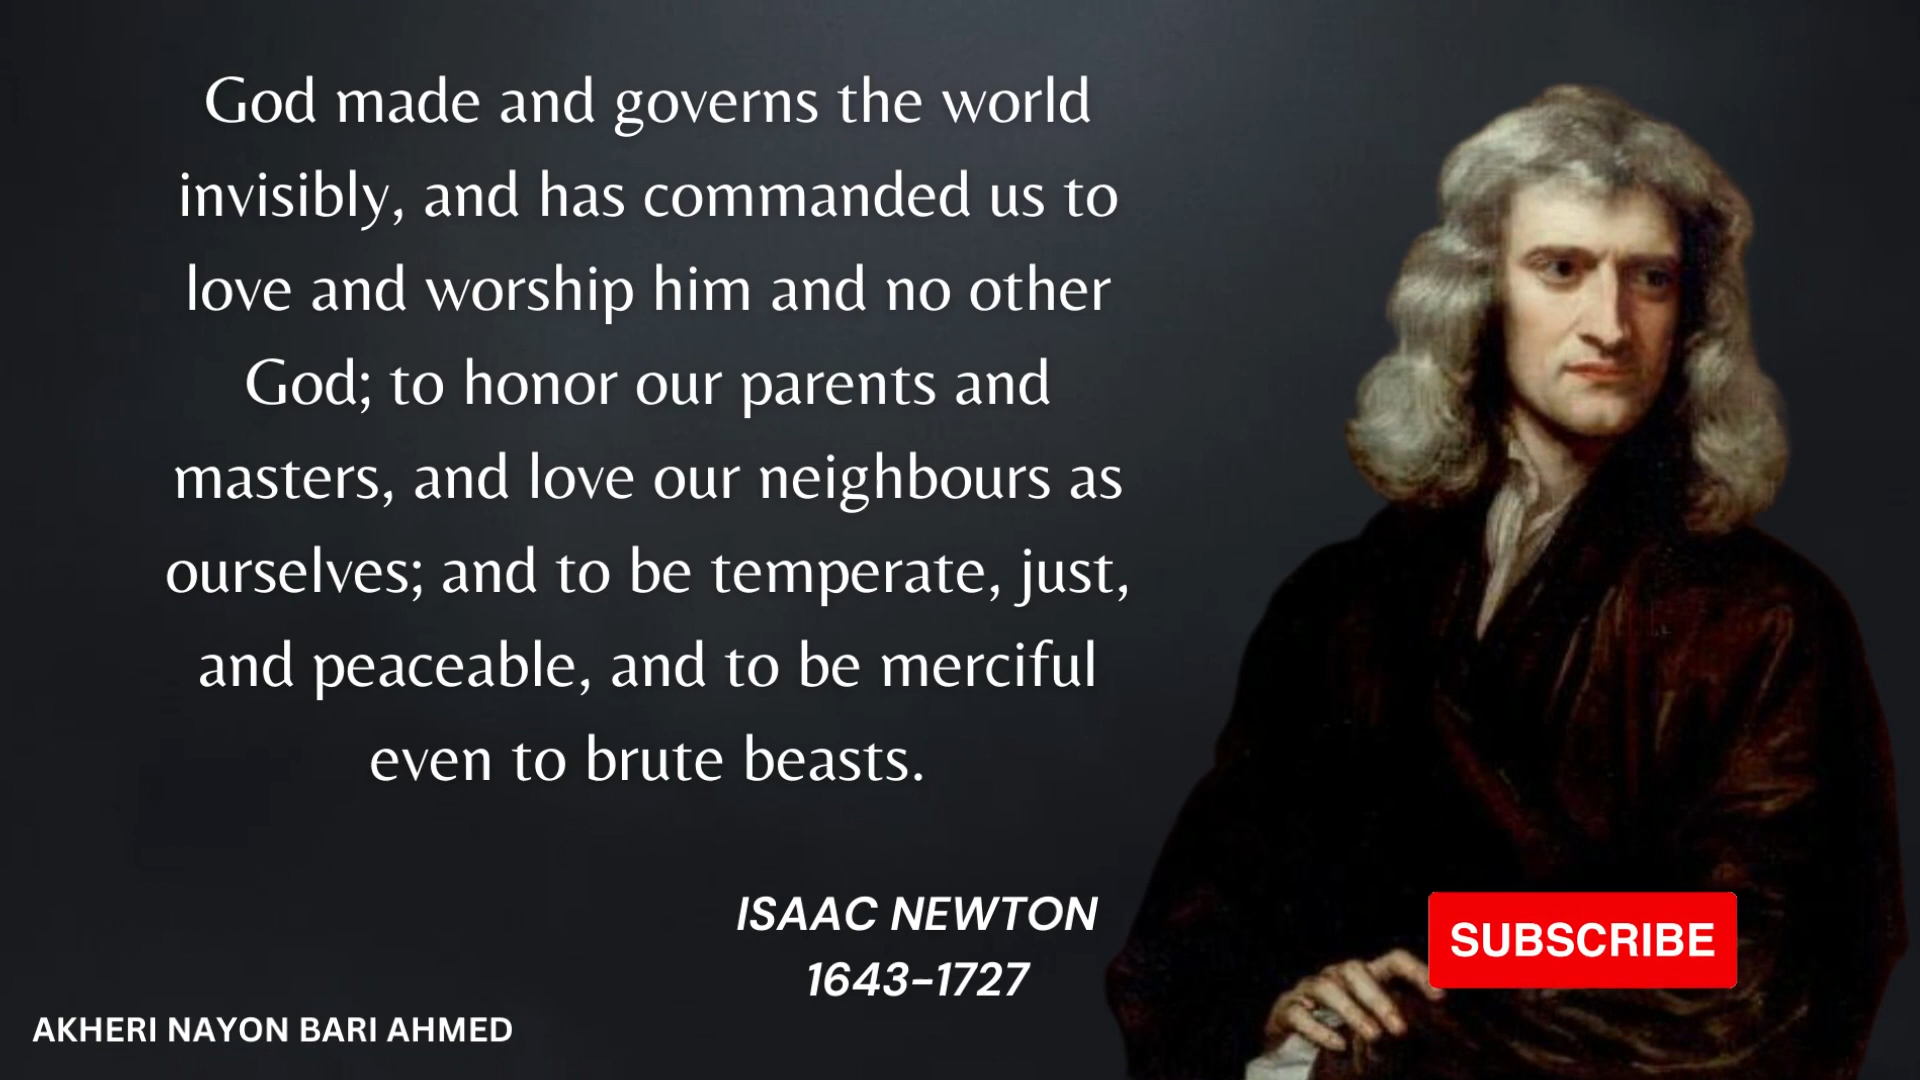 God made and governs the world
invisibly, and has commanded us to
love and worship him and no other
God; to honor our parents and
masters, and love our neighbours as
ourselves; and to be temperate, just,
and peaceable, and to be merciful
even to brute beasts.
ISAAC NEWTON
1643-1727
SUBSCRIBE
AKHERI NAYON BARI AHMED